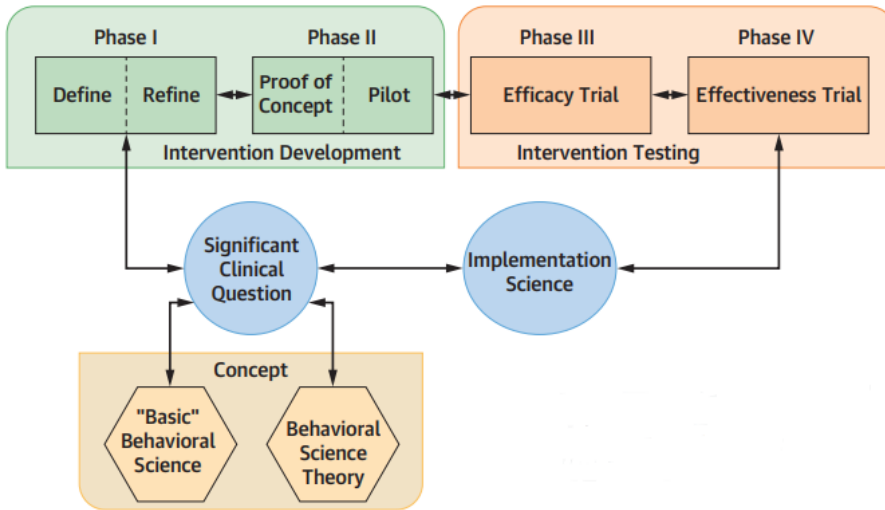 Phase I
Phase II
Phase III
Phase IV
Define
Refine
Proof of
Concept
Pilot
Efficacy Trial
Effectiveness Trial
Intervention Development
Intervention Testing
Significant
Clinical
Question
Implementation
Science
Concept
"Basic"
Behavioral
Science
Behavioral
Science
Theory